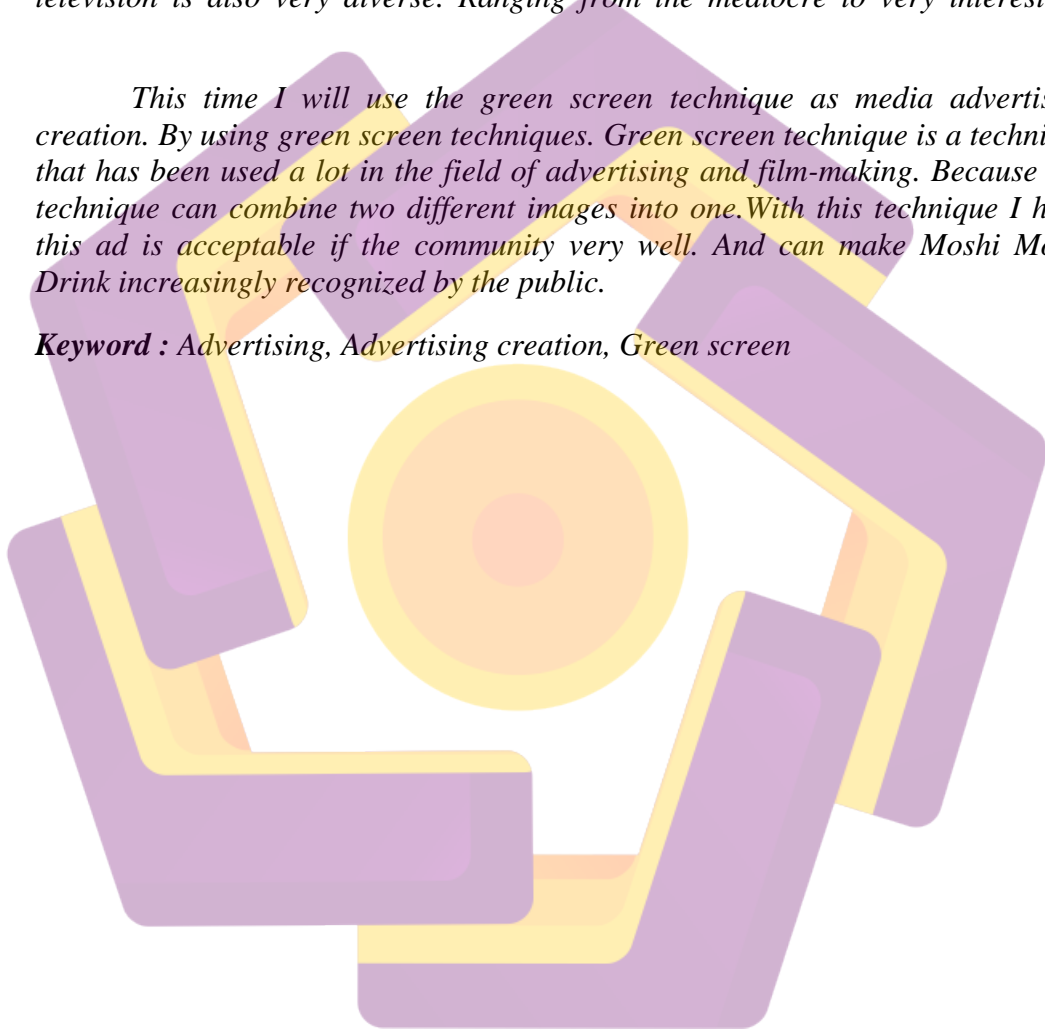 television is also very diverse. Ranging from the mediocre to very
This time I will use the green screen technique as media
creation. By using green screen techniques. Green screen technique is a
that has been used a lot in the field of advertising and film-making. Because
technique can combine two different images into one.With this technique I
this ad is acceptable if the community very well. And can make Moshi
Drink increasingly recognized by the public.
Keyword : Advertising, Advertising creation, Green screen